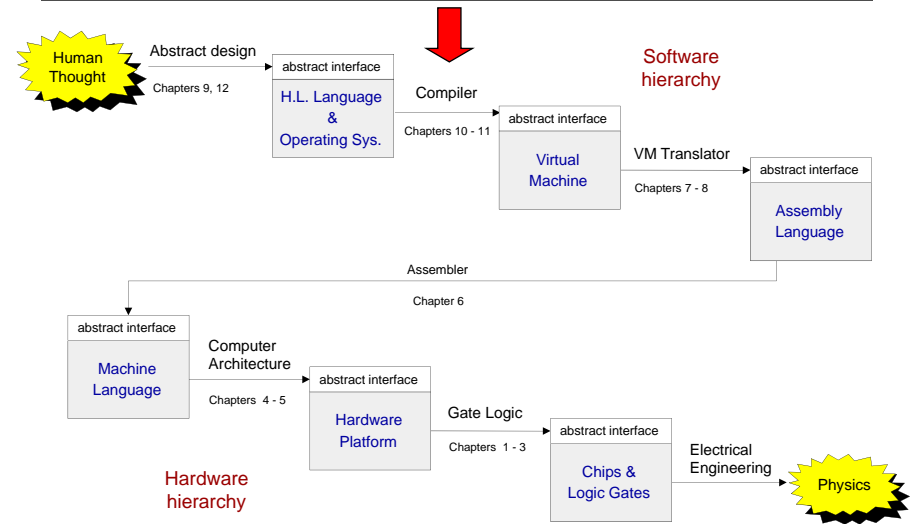 Human
Thought
Abstract design
Chapters 9, 12
abstract interface
H.L. Language
&
Operating Sys.
Compiler
Chapters 10 - 11
Software
hierarchy
abstract interface
Virtual
Machine
VM Translator
Chapters 7 - 8
abstract interface
Assembly
Language
Assembler
Chapter 6
abstract interface
Machine
Language
Computer
Architecture
Chapters 4 - 5
abstract interface
Hardware
Platform
Gate Logic
Chapters 1 - 3
abstract interface
Chips &
Logic Gates
Electrical
Engineering
Physics
Hardware
hierarchy